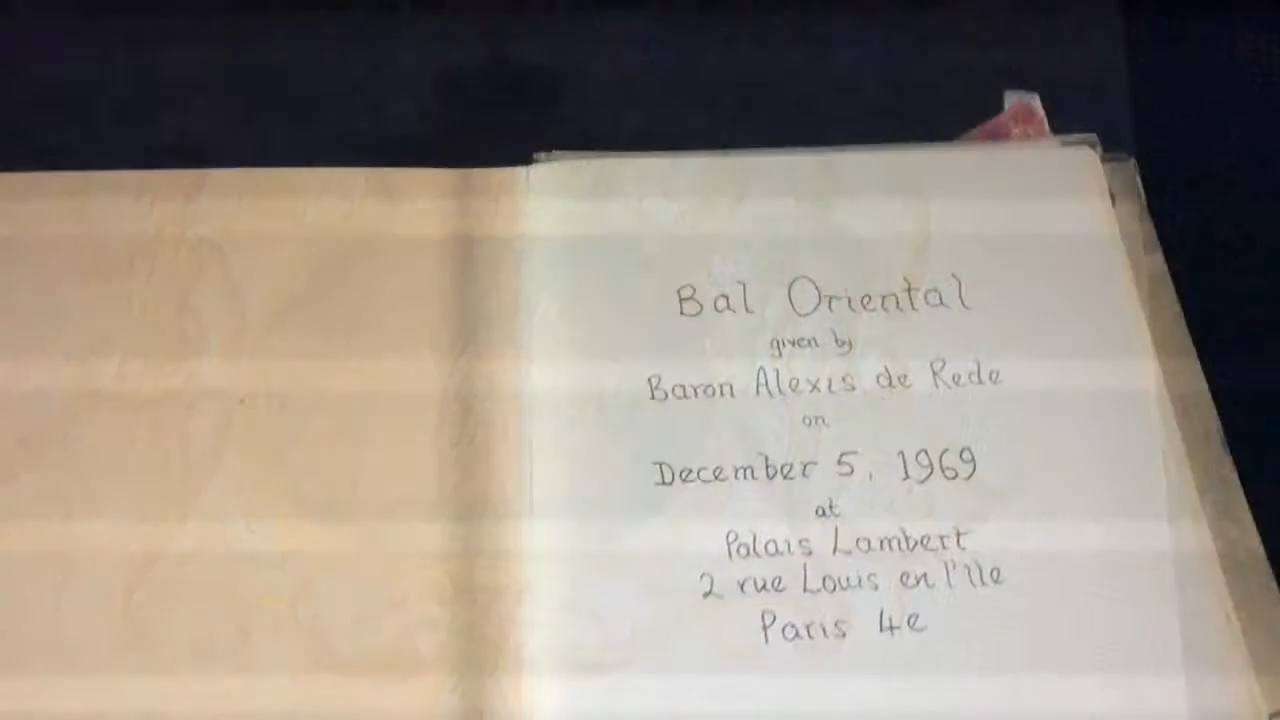 Bal Oriental
given by
Baron Alexis de Rede
on
December 5, 1969
at
Palais Lambert
2 rue Louis en l'île
Paris 4e